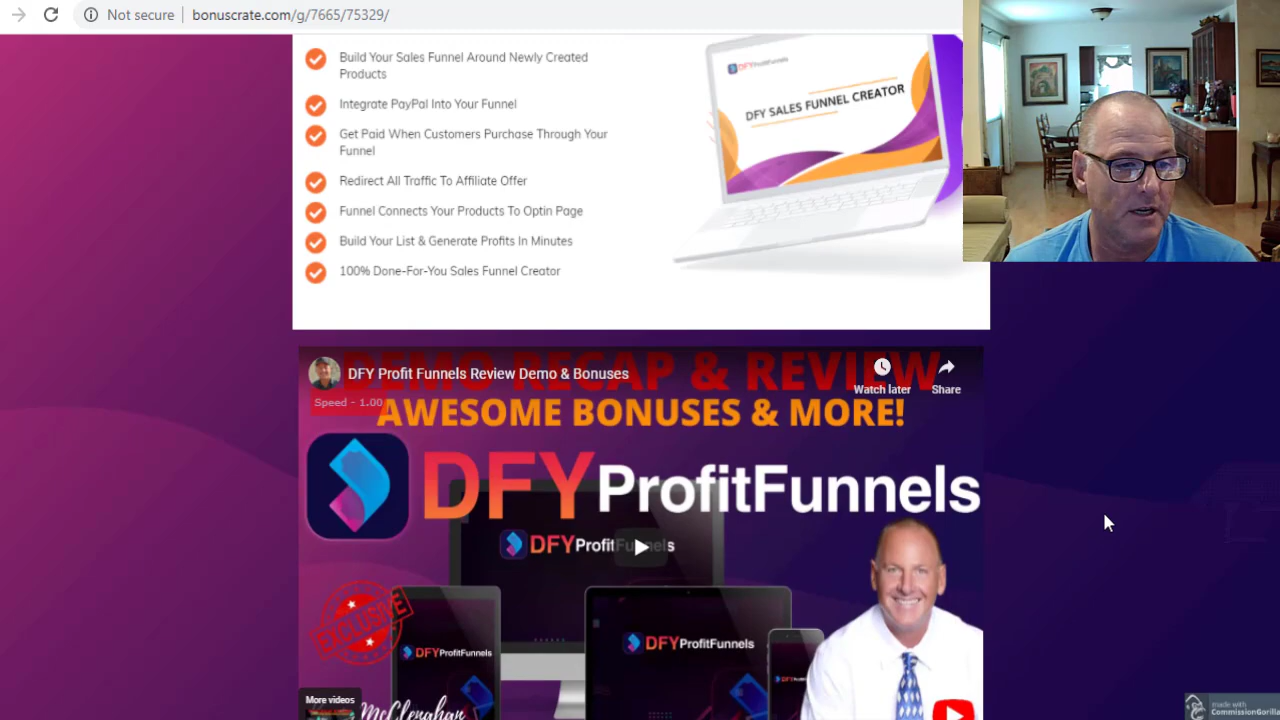 Not secure
bonuscrate.com/g/7665/75329/
Build Your Sales Funnel Around Newly Created
Products
Integrate PayPal Into Your Funnel
Get Paid When Customers Purchase Through Your
Funnel
Redirect All Traffic To Affiliate Offer
Funnel Connects Your Products To Optin Page
Build Your List & Generate Profits In Minutes
100% Done-For-You Sales Funnel Creator
DFYProfitFunnels
DFY SALES FUNNEL CREATOR
DEMO RECAP & REVIEW
DFY Profit Funnels Review Demo & Bonuses
Watch later
Share
Speed - 1.00
AWESOME BONUSES & MORE!
DFYProfitFunnels
DFYProfitFunnels
EXCLUSIVE
DFYProfitFunnels
DFYProfitFunnels
More videos
McClenahan
made with
CommissionGorilla